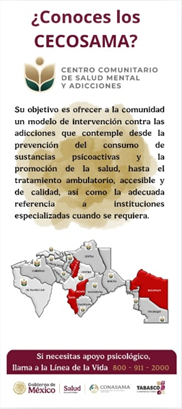 ¿Conoces los
CECOSAMA?
CENTRO COMUNITARIO
DE SALUD MENTAL
Y ADICCIONES
Su objetivo es ofrecer a la comunidad
un modelo de intervención contra las
adicciones que contemple desde la
prevención del consumo de
sustancias psicoactivas y la
promoción de la salud, hasta el
tratamiento ambulatorio, accesible y
de calidad, así como la adecuada
referencia a instituciones
especializadas cuando se requiera.
Si necesitas apoyo psicológico,
llama a la Línea de la Vida 800 - 911 - 2000
Gobierno de
México
Salud
CONASAMA
TABASCO